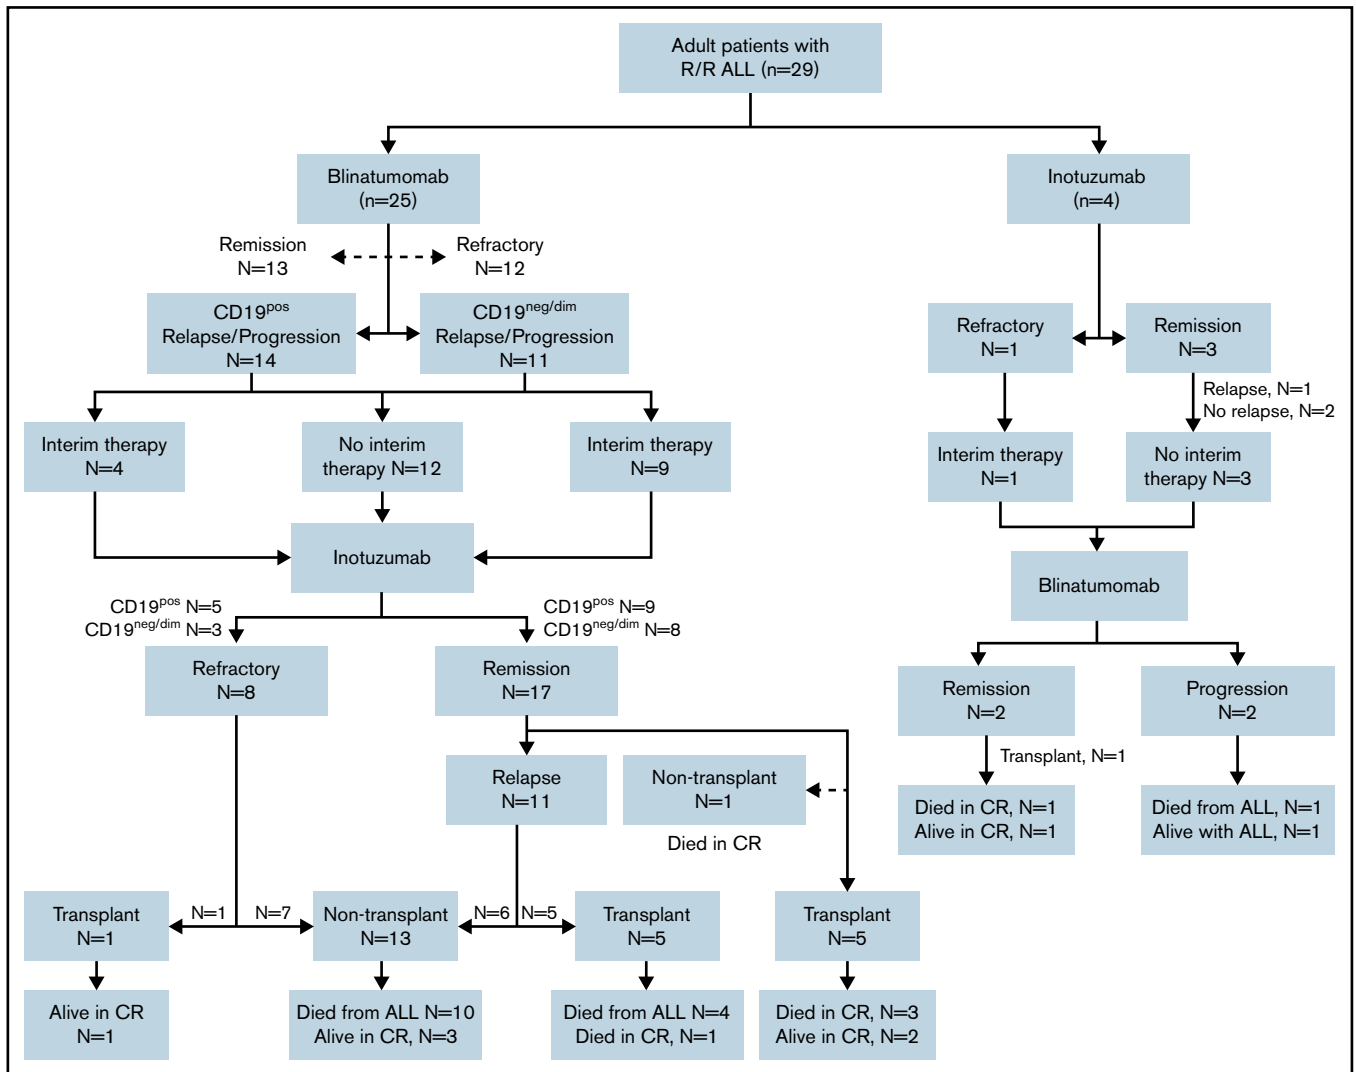 Adult patients with
R/R ALL (n=29)
Blinatumomab
(n=25)
Inotuzumab
(n=4)
Remission
N=13
Refractory
N=12
CD19pos
Relapse/Progression
N=14
CD19neg/dim
Relapse/Progression
N=11
Refractory
N=1
Remission
N=3
Relapse, N=1
No relapse, N=2
Interim therapy
N=4
No interim
therapy N=12
Interim therapy
N=9
Interim therapy
N=1
No interim
therapy N=3
Inotuzumab
Blinatumomab
CD19pos N=5
CD19neg/dim N=3
CD19pos N=9
CD19neg/dim N=8
Refractory
N=8
Remission
N=17
Remission
N=2
Progression
N=2
Transplant, N=1
Relapse
N=11
Non-transplant
N=1
Died in CR
Died in CR, N=1
Alive in CR, N=1
Died from ALL, N=1
Alive with ALL, N=1
Transplant
N=1
N=1
N=7
Non-transplant
N=13
N=6
N=5
Transplant
N=5
Transplant
N=5
Alive in CR
N=1
Died from ALL N=10
Alive in CR, N=3
Died from ALL N=4
Died in CR, N=1
Died in CR, N=3
Alive in CR, N=2